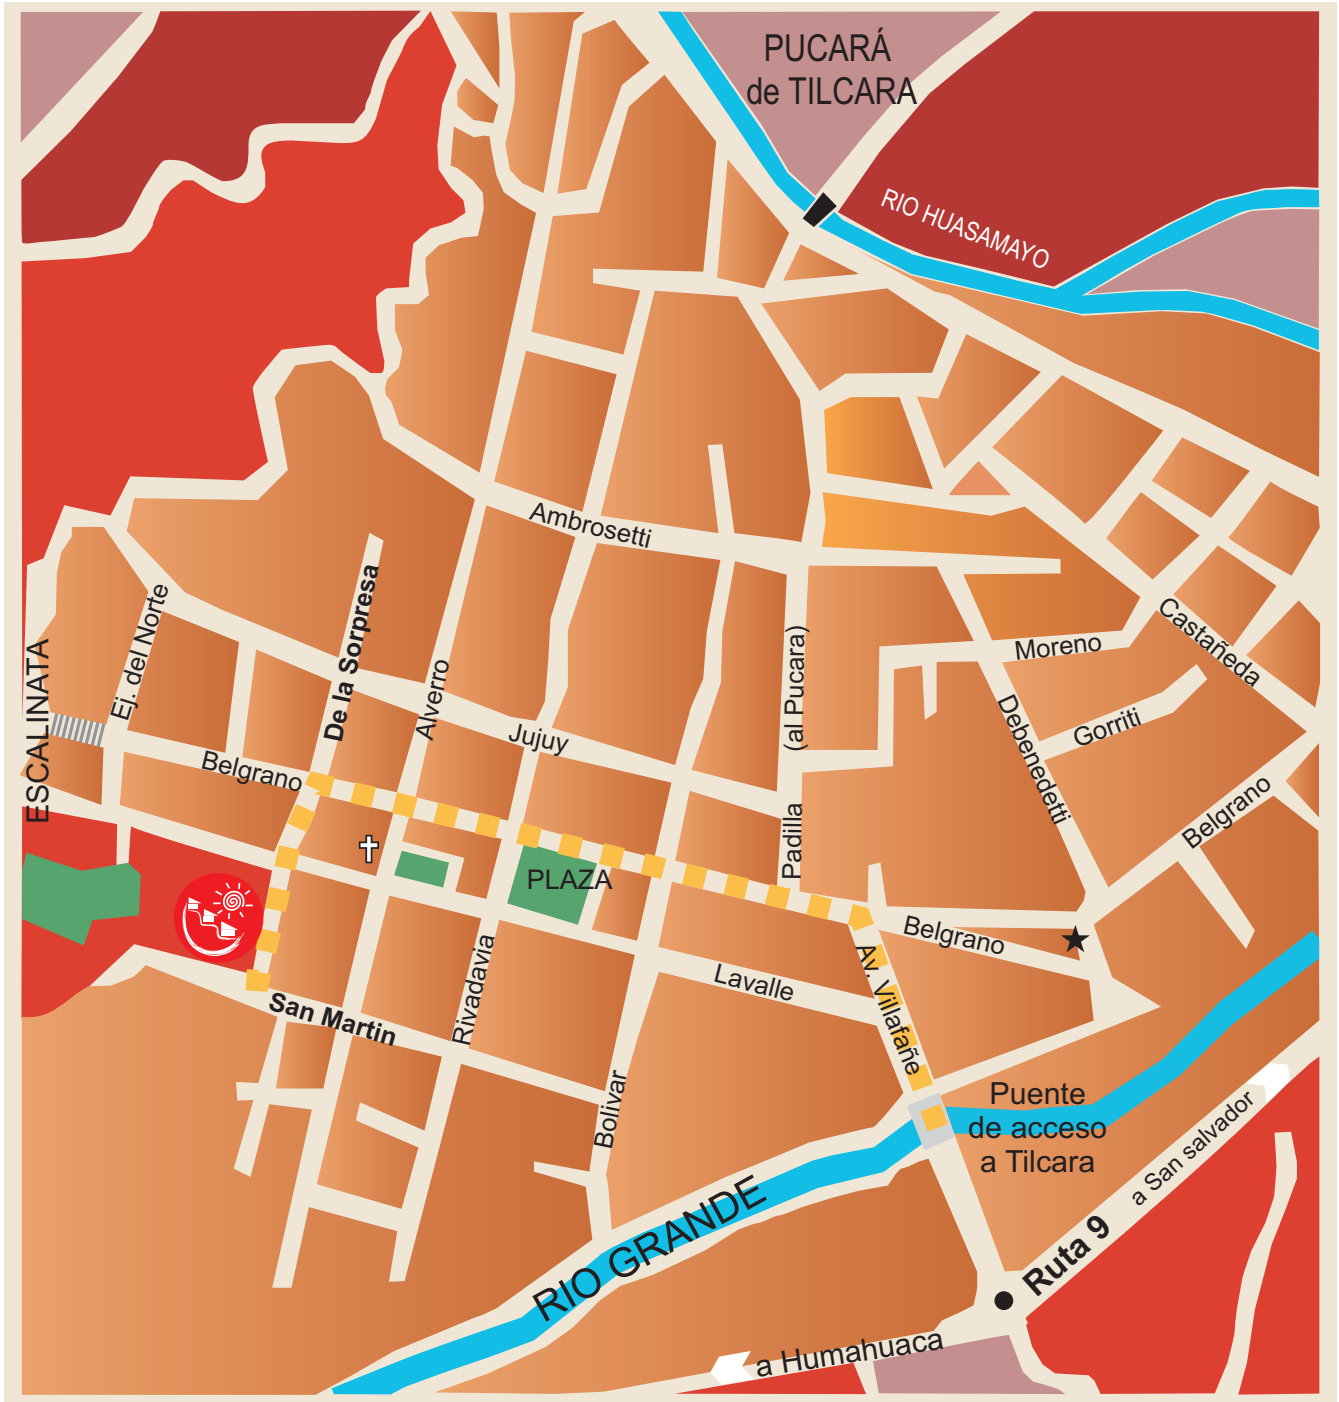 PUCARÁ
de TILCARA
RIO HUASAMAYO
Ambrosetti
De la Sorpresa
Ej. del Norte
ESCALINATA
Alverro
(al Pucara)
Padilla
Moreno
Castañeda
Gorriti
Debenedetti
Belgrano
Jujuy
Belgrano
PLAZA
Belgrano
Av. Villafañe
Lavalle
Rivadavia
San Martin
Bolivar
Puente
de acceso
a Tilcara
a San salvador
RIO GRANDE
Ruta 9
a Humahuaca